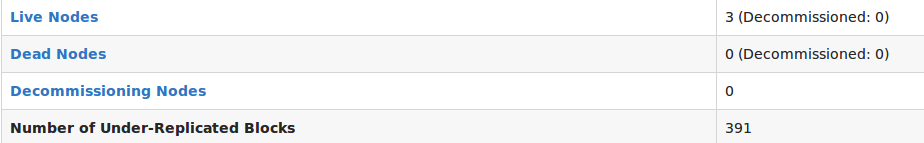 Live Nodes 3 (Decommissioned: 0)
Dead Nodes 0 (Decommissioned: 0)
Decommissioning Nodes 0
Number of Under-Replicated Blocks 391